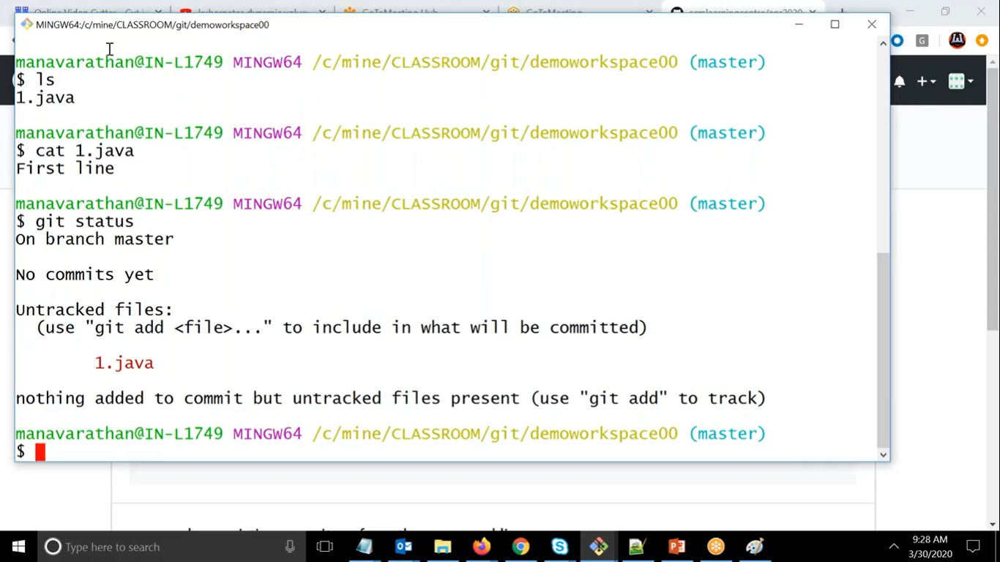 MINGW64:/c/mine/CLASSROOM/git/demoworkspace00
manavarathan@IN-L1749 MINGW64 /c/mine/CLASSROOM/git/demoworkspace00 (master)
$ ls
1.java
manavarathan@IN-L1749 MINGW64 /c/mine/CLASSROOM/git/demoworkspace00 (master)
$ cat 1.java
First line
manavarathan@IN-L1749 MINGW64 /c/mine/CLASSROOM/git/demoworkspace00 (master)
$ git status
On branch master
No commits yet
Untracked files:
(use "git add <file>..." to include in what will be committed)
1.java
nothing added to commit but untracked files present (use "git add" to track)
manavarathan@IN-L1749 MINGW64 /c/mine/CLASSROOM/git/demoworkspace00 (master)
$
Type here to search
9:28 AM
3/30/2020